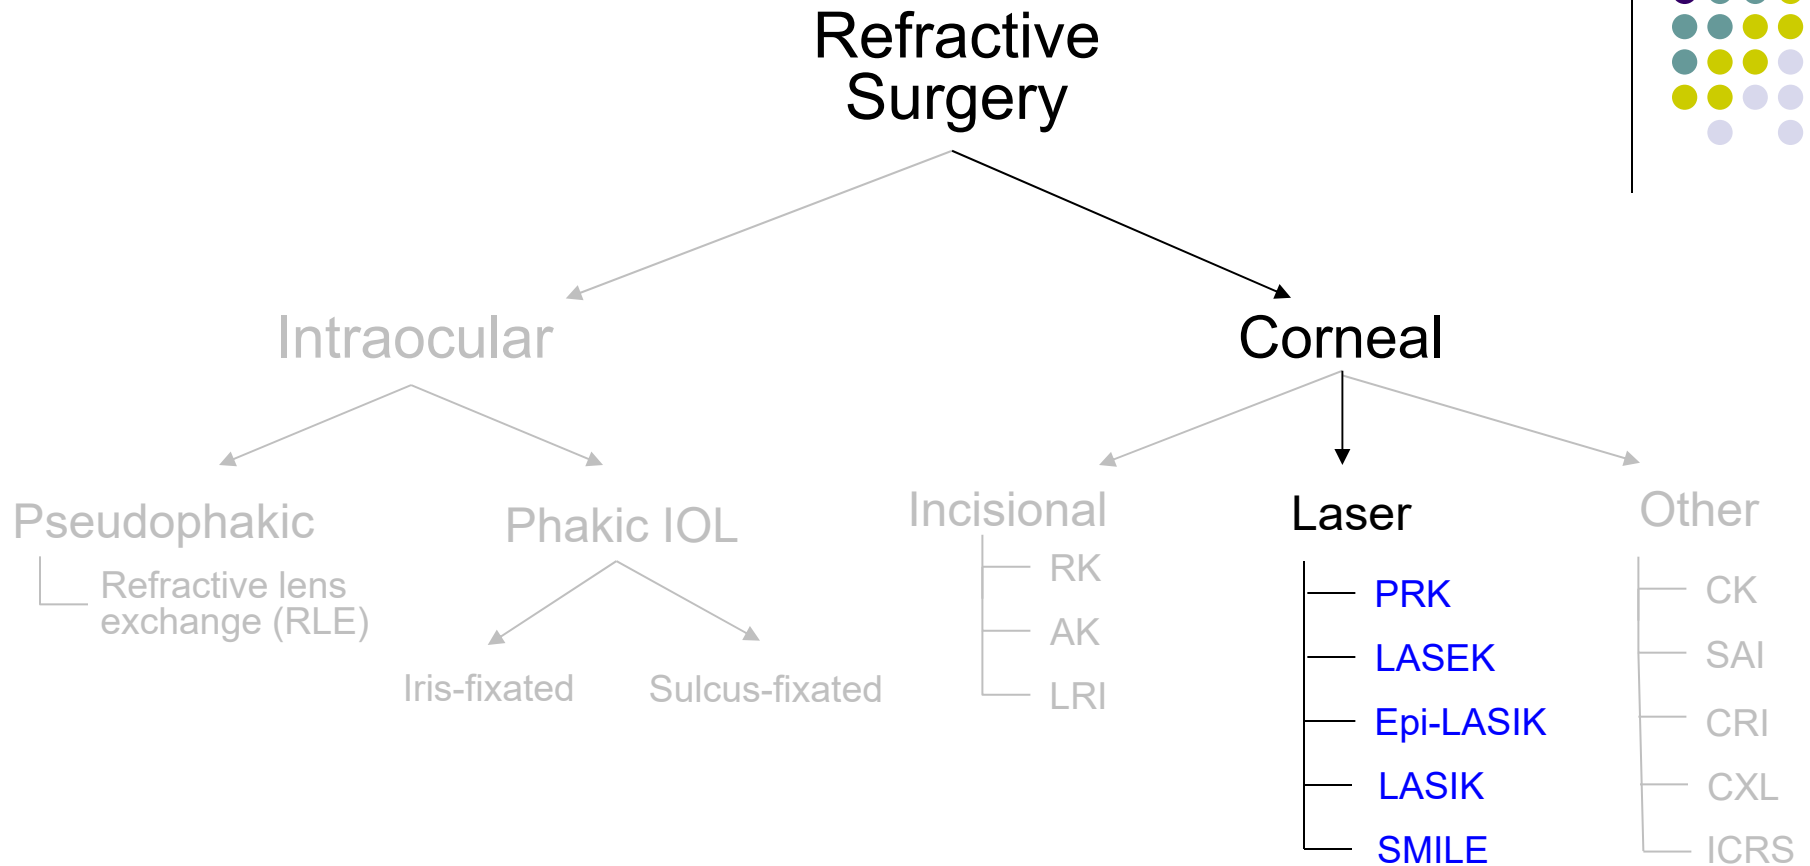 Refractive
Surgery
Intraocular
Corneal
Pseudophakic
Refractive lens
exchange (RLE)
Phakic IOL
Iris-fixated
Sulcus-fixated
Incisional
RK
AK
LRI
Laser
PRK
LASEK
Epi-LASIK
LASIK
SMILE
Other
CK
SAI
CRI
CXL
ICRS